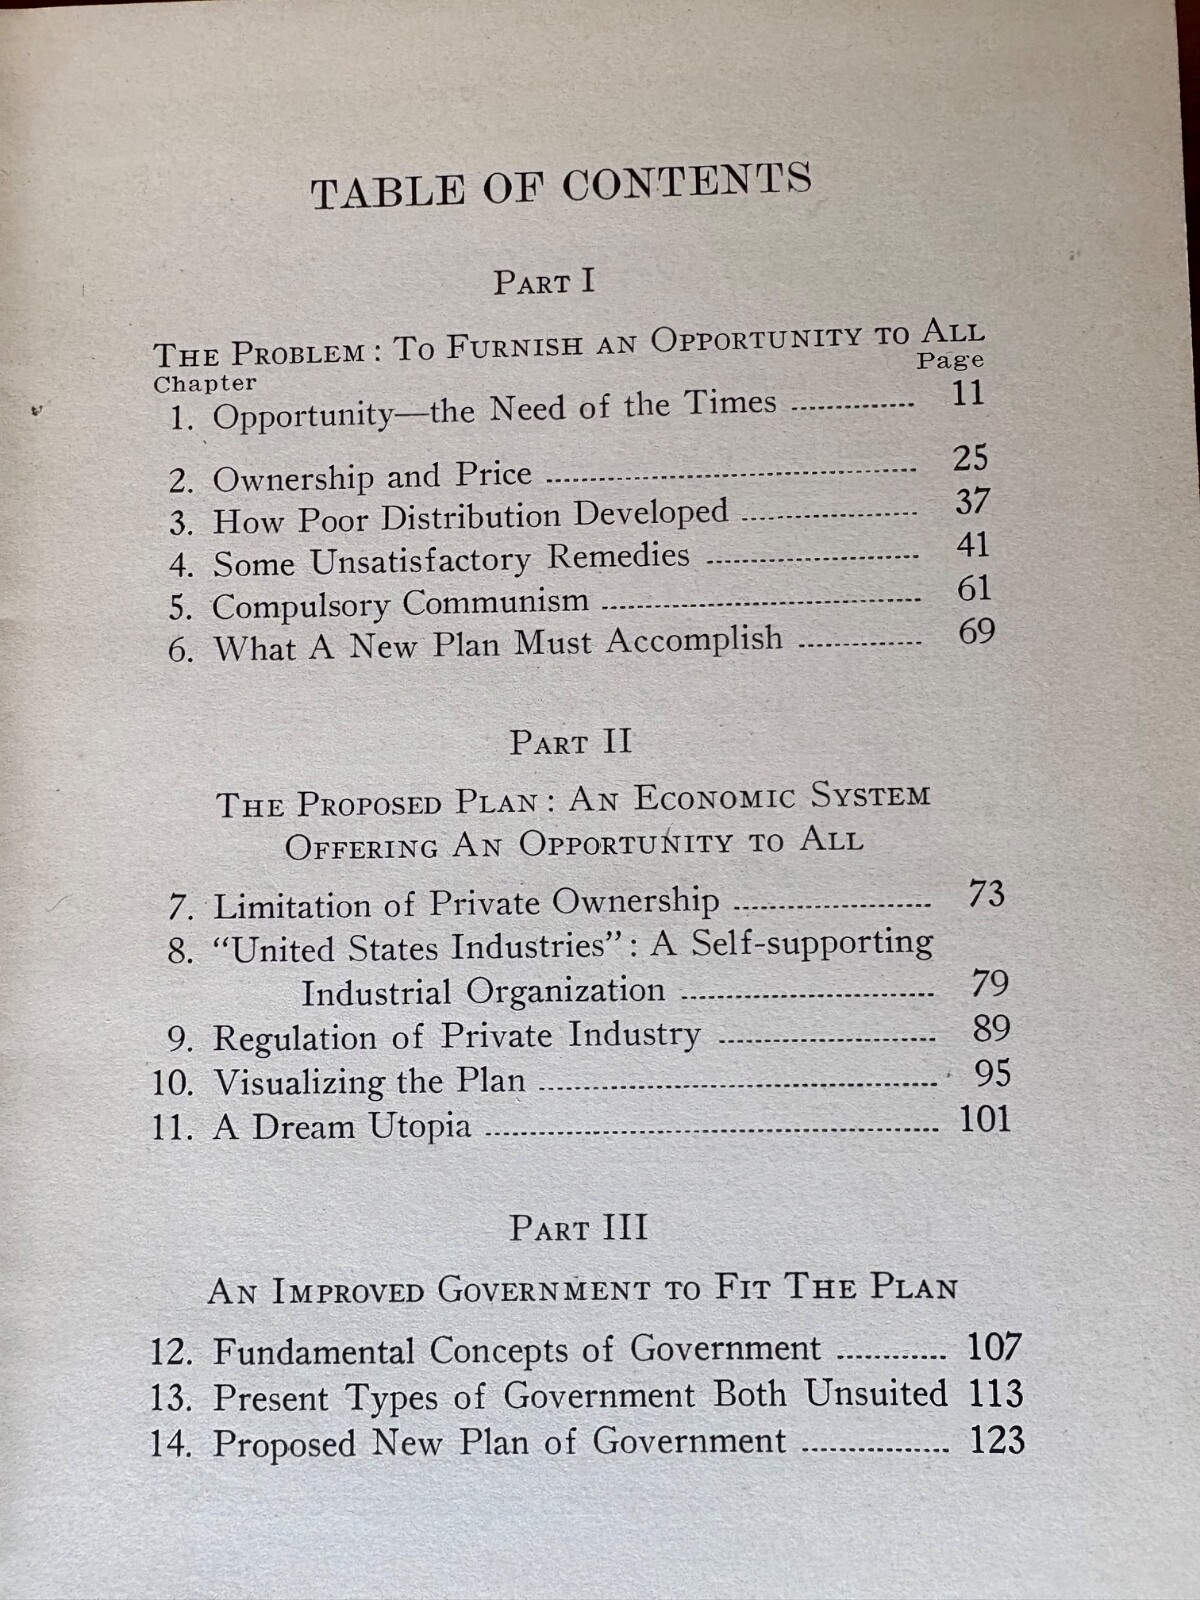 TABLE OF CONTENTS
PART I
THE PROBLEM: TO FURNISH AN OPPORTUNITY TO ALL
Chapter Page
1. Opportunity—the Need of the Times .............. 11
2. Ownership and Price .......................................... 25
3. How Poor Distribution Developed .................... 37
4. Some Unsatisfactory Remedies ........................ 41
5. Compulsory Communism .................................... 61
6. What A New Plan Must Accomplish .............. 69
PART II
THE PROPOSED PLAN: AN ECONOMIC SYSTEM
OFFERING AN OPPORTUNITY TO ALL
7. Limitation of Private Ownership ...................... 73
8. "United States Industries": A Self-supporting
Industrial Organization ............................ 79
9. Regulation of Private Industry ........................ 89
10. Visualizing the Plan ............................................ 95
11. A Dream Utopia .................................................. 101
PART III
AN IMPROVED GOVERNMENT TO FIT THE PLAN
12. Fundamental Concepts of Government ............ 107
13. Present Types of Government Both Unsuited 113
14. Proposed New Plan of Government ................ 123